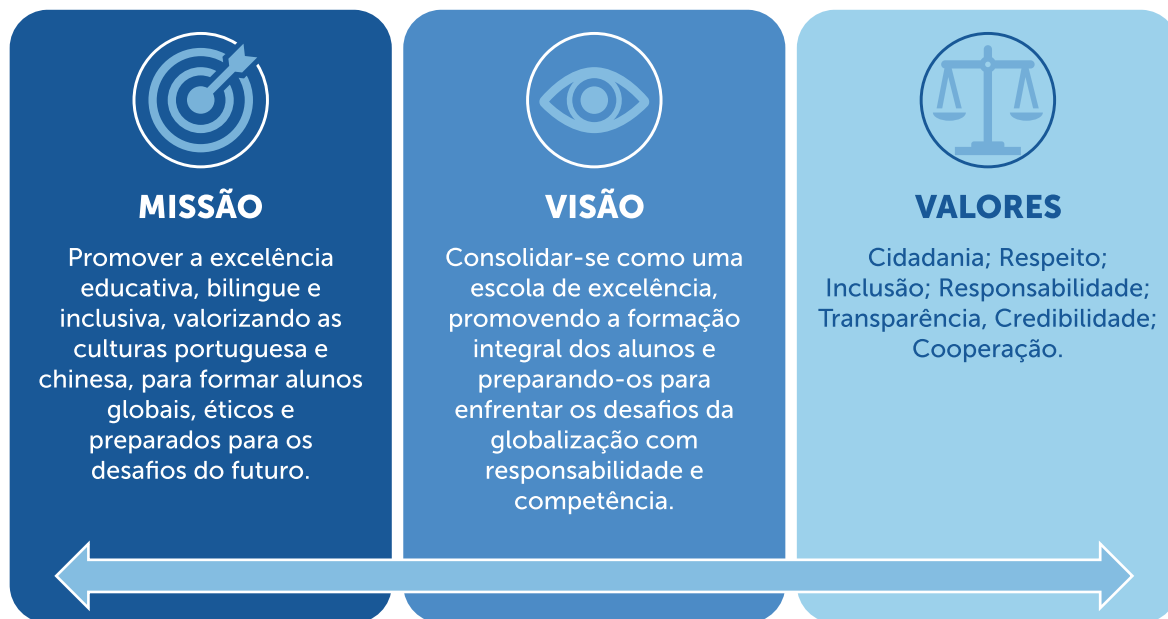 MISSÃO
Promover a excelência
educativa, bilingue e
inclusiva, valorizando as
culturas portuguesa e
chinesa, para formar alunos
globais, éticos e
preparados para os
desafios do futuro.
VISÃO
Consolidar-se como uma
escola de excelência,
promovendo a formação
integral dos alunos e
preparando-os para
enfrentar os desafios da
globalização com
responsabilidade e
competência.
VALORES
Cidadania; Respeito;
Inclusão; Responsabilidade;
Transparência, Credibilidade;
Cooperação.